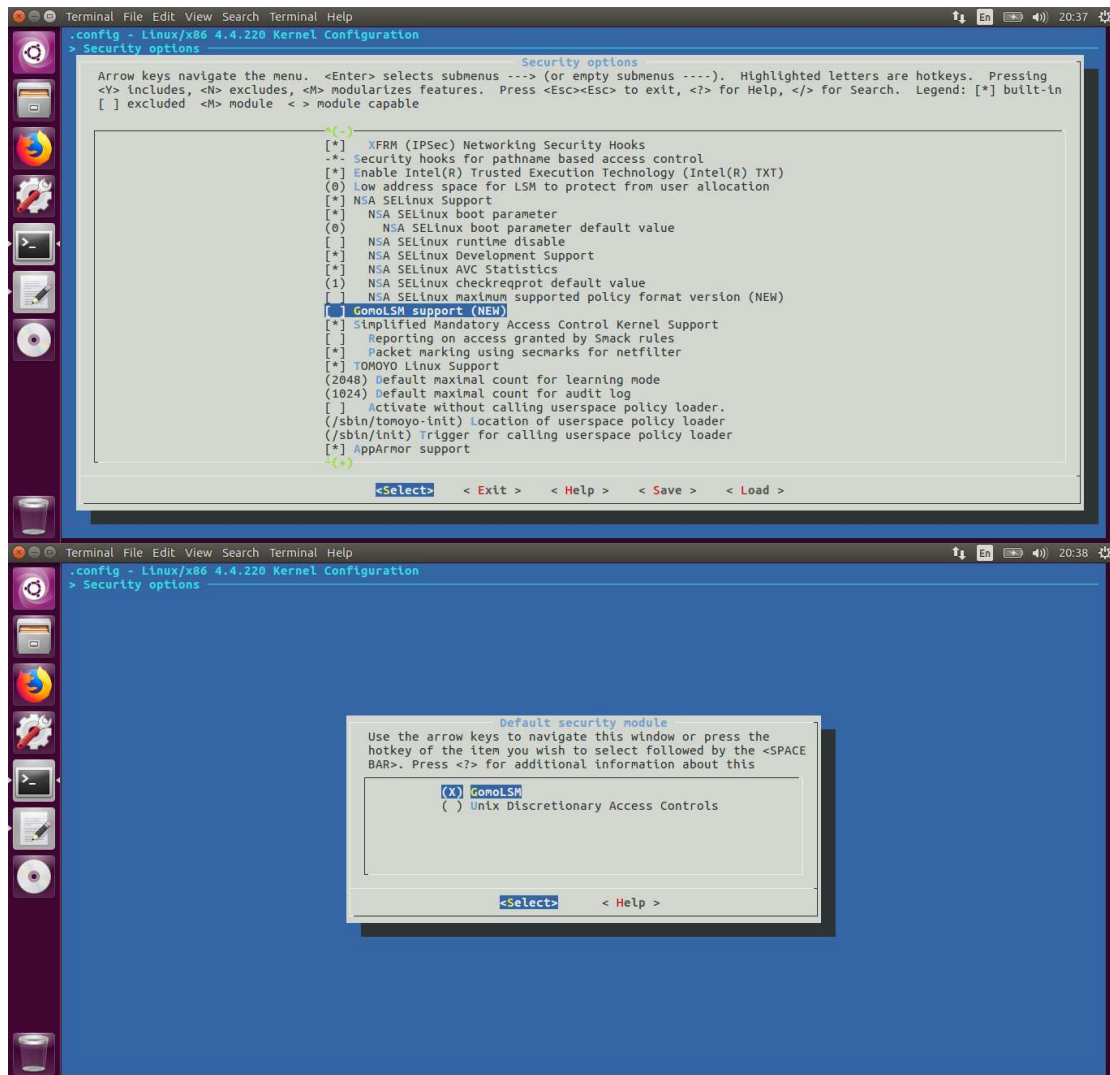 Terminal File Edit View Search Terminal Help En 20:37
.config - Linux/x86 4.4.220 Kernel Configuration
> Security options
Security options
Arrow keys navigate the menu. <Enter> selects submenus ---> (or empty submenus ----). Highlighted letters are hotkeys. Pressing
<Y> includes, <N> excludes, <M> modularizes features. Press <Esc><Esc> to exit, <?> for Help, </> for Search. Legend: [*] built-in
[ ] excluded <M> module < > module capable
^(-)
[*] XFRM (IPSec) Networking Security Hooks
-*- Security hooks for pathname based access control
[*] Enable Intel(R) Trusted Execution Technology (Intel(R) TXT)
(0) Low address space for LSM to protect from user allocation
[*] NSA SELinux Support
[*] NSA SELinux boot parameter
(0) NSA SELinux boot parameter default value
[ ] NSA SELinux runtime disable
[*] NSA SELinux Development Support
[*] NSA SELinux AVC Statistics
(1) NSA SELinux checkreqprot default value
[ ] NSA SELinux maximum supported policy format version (NEW)
[ ] GomoLSM support (NEW)
[*] Simplified Mandatory Access Control Kernel Support
[ ] Reporting on access granted by Smack rules
[*] Packet marking using secmarks for netfilter
[*] TOMOYO Linux Support
(2048) Default maximal count for learning mode
(1024) Default maximal count for audit log
[ ] Activate without calling userspace policy loader.
(/sbin/tomoyo-init) Location of userspace policy loader
(/sbin/init) Trigger for calling userspace policy loader
[*] AppArmor support
(+)
<Select> < Exit > < Help > < Save > < Load >
Terminal File Edit View Search Terminal Help En 20:38
.config - Linux/x86 4.4.220 Kernel Configuration
> Security options
Default security module
Use the arrow keys to navigate this window or press the
hotkey of the item you wish to select followed by the <SPACE
BAR>. Press <?> for additional information about this
(X) GomoLSM
( ) Unix Discretionary Access Controls
<Select> < Help >